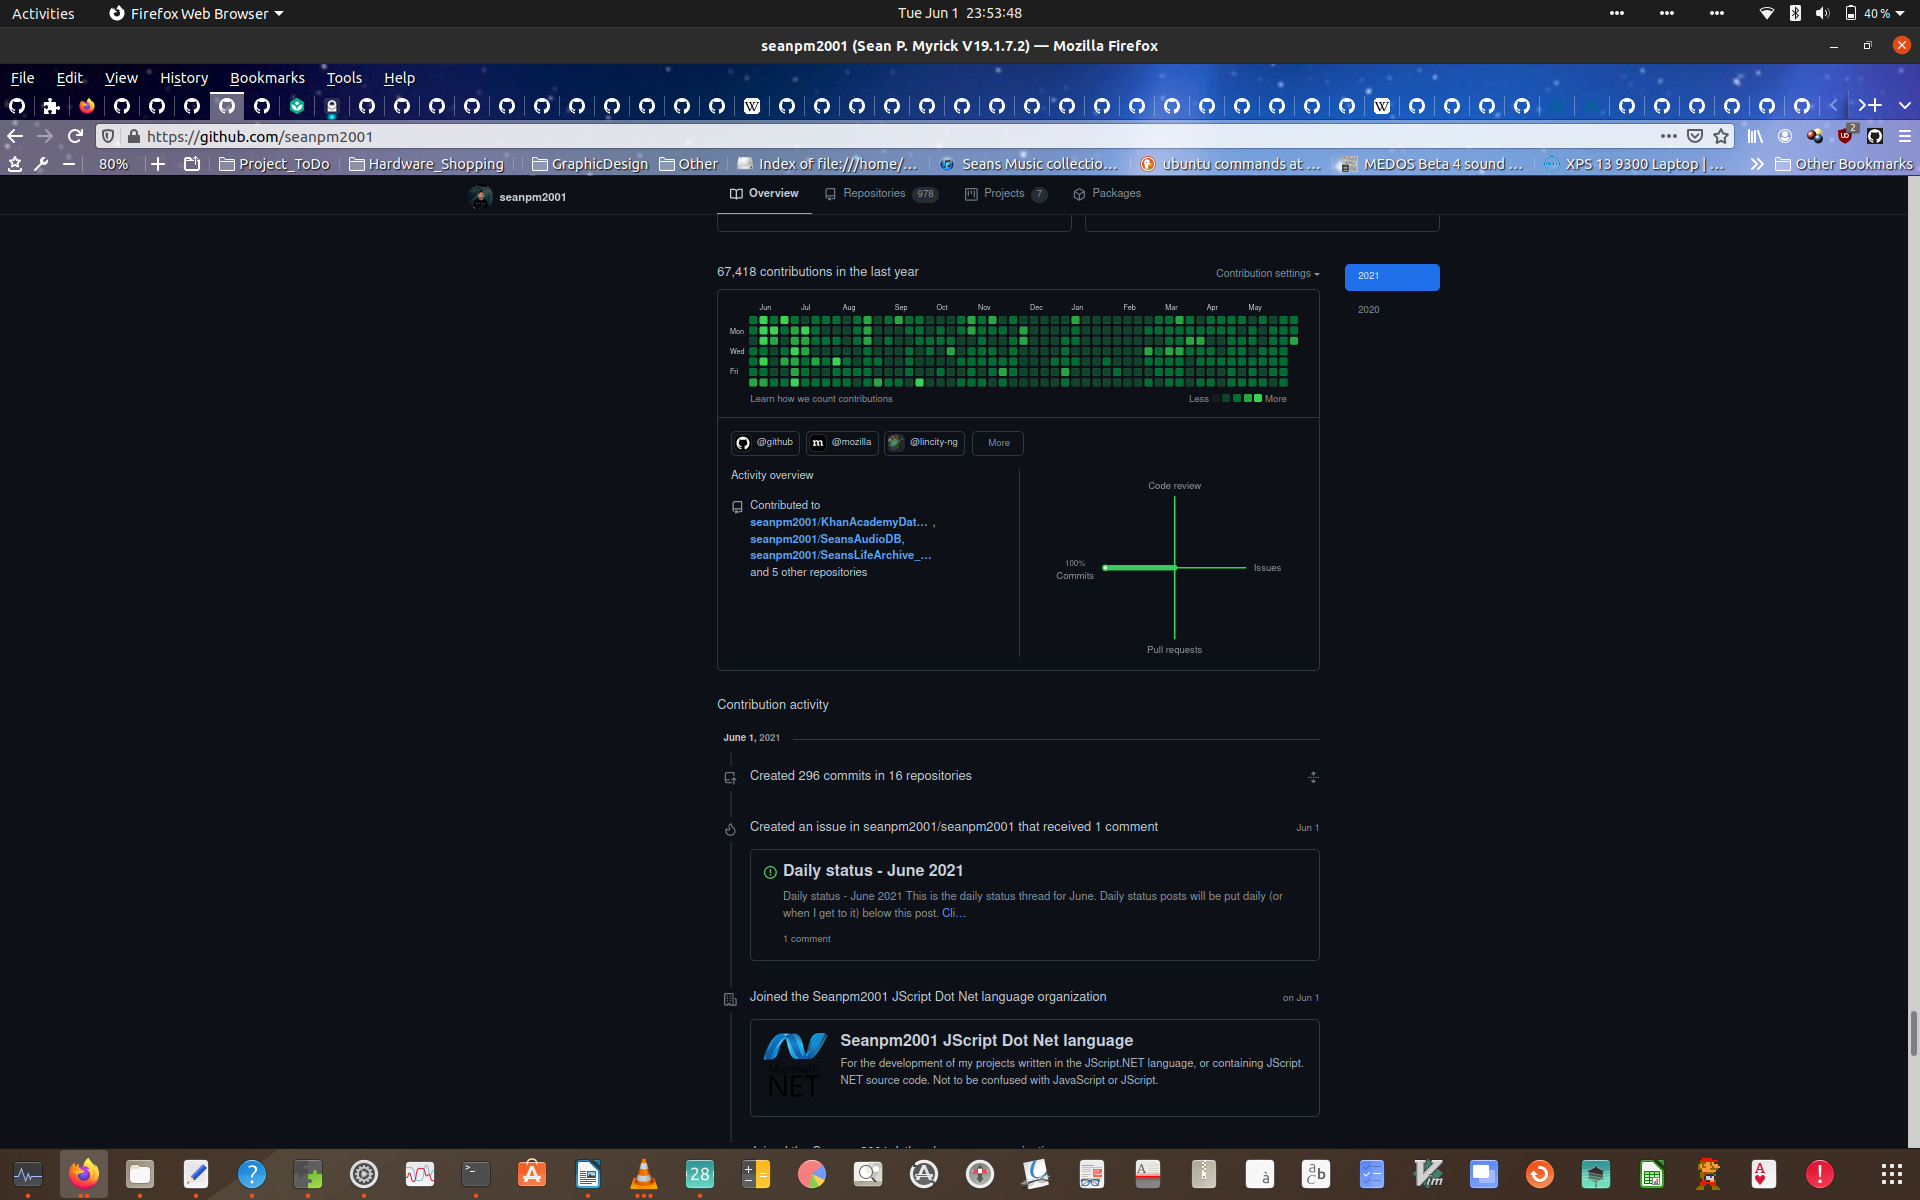 Activities
Firefox Web Browser
Tue Jun 1 23:53:48
40 %
seanpm2001 (Sean P. Myrick V19.1.7.2) — Mozilla Firefox
File Edit View History Bookmarks Tools Help
https://github.com/seanpm2001
2
80%
Project_ToDo
Hardware_Shopping
GraphicDesign
Other
Index of file:///home/...
Seans Music collectio...
ubuntu commands at ...
MEDOS Beta 4 sound ...
XPS 13 9300 Laptop | ...
Other Bookmarks
seanpm2001
Overview
Repositories 978
Projects 7
Packages
67,418 contributions in the last year
Contribution settings
2021
2020
Jun Jul Aug Sep Oct Nov Dec Jan Feb Mar Apr May
Mon
Wed
Fri
Learn how we count contributions
Less More
@github
@mozilla
@lincity-ng
More
Activity overview
Contributed to
seanpm2001/KhanAcademyDat... ,
seanpm2001/SeansAudioDB,
seanpm2001/SeansLifeArchive_...
and 5 other repositories
Code review
100%
Commits
Issues
Pull requests
Contribution activity
June 1, 2021
Created 296 commits in 16 repositories
Created an issue in seanpm2001/seanpm2001 that received 1 comment
Jun 1
Daily status - June 2021
Daily status - June 2021 This is the daily status thread for June. Daily status posts will be put daily (or
when I get to it) below this post. Cli...
1 comment
Joined the Seanpm2001 JScript Dot Net language organization
on Jun 1
Microsoft
NET
Seanpm2001 JScript Dot Net language
For the development of my projects written in the JScript.NET language, or containing JScript.
NET source code. Not to be confused with JavaScript or JScript.
28